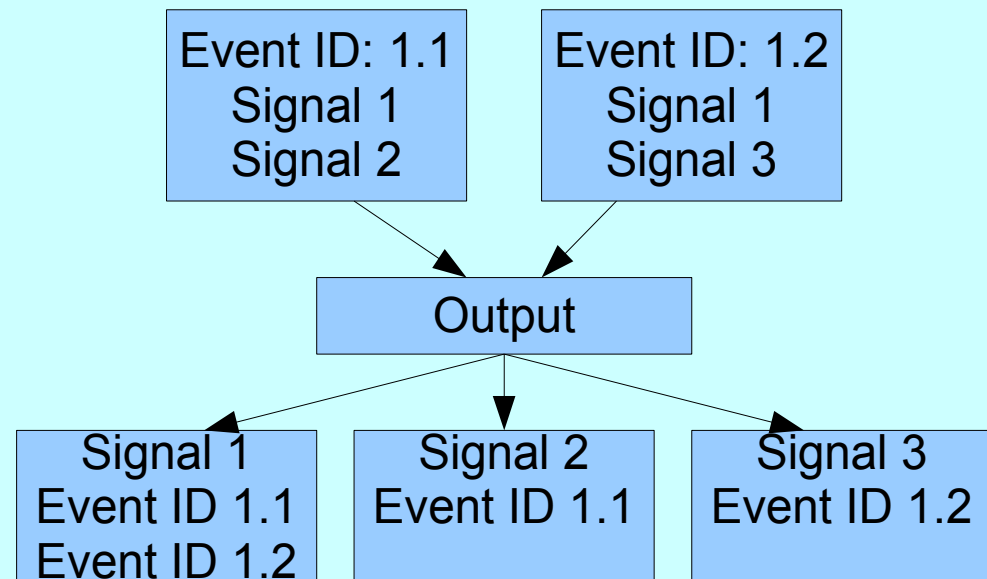 Event ID: 1.1
Signal 1
Signal 2
Event ID: 1.2
Signal 1
Signal 3
Output
Signal 1
Event ID 1.1
Event ID 1.2
Signal 2
Event ID 1.1
Signal 3
Event ID 1.2